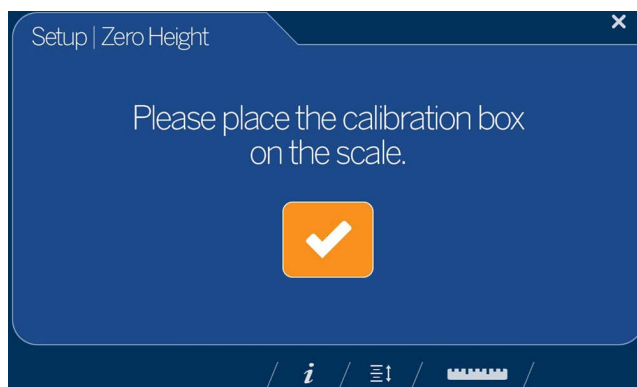 Setup | Zero Height
Please place the calibration box
on the scale.